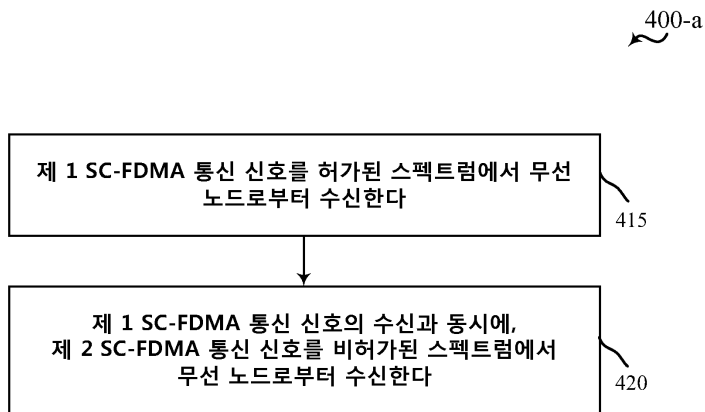 400-a
제 1 SC-FDMA 통신 신호를 허가된 스펙트럼에서 무선
노드로부터 수신한다
415
제 1 SC-FDMA 통신 신호의 수신과 동시에,
제 2 SC-FDMA 통신 신호를 비허가된 스펙트럼에서
무선 노드로부터 수신한다
420